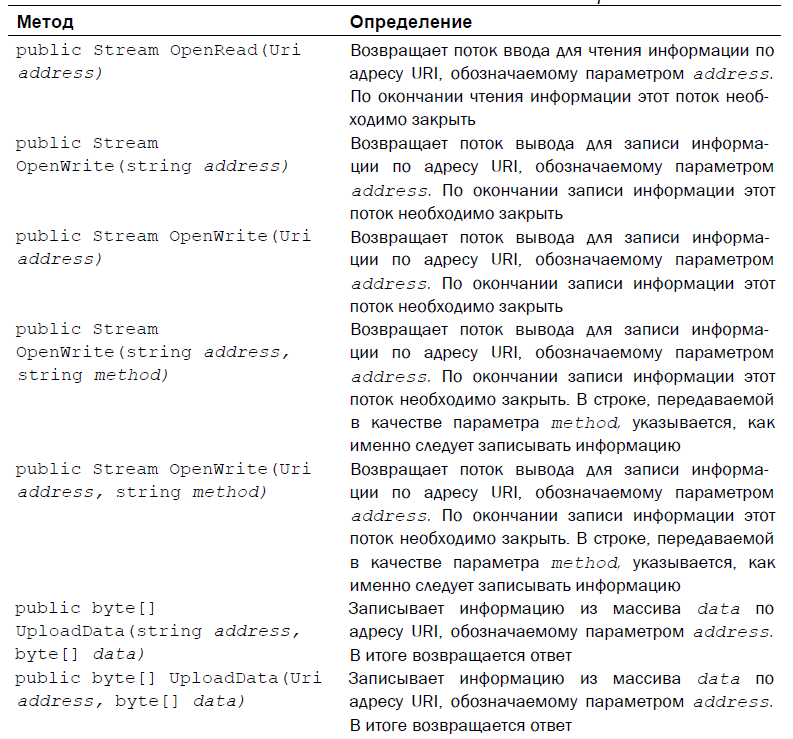 Метод Определение
public Stream OpenRead(Uri address) Возвращает поток ввода для чтения информации по
адресу URI, обозначаемому параметром address.
По окончании чтения информации этот поток необ-
ходимо закрыть
public Stream
OpenWrite(string address)
Возвращает поток вывода для записи информа-
ции по адресу URI, обозначаемому параметром
address. По окончании записи информации этот
поток необходимо закрыть
public Stream OpenWrite(Uri
address)
Возвращает поток вывода для записи информа-
ции по адресу URI, обозначаемому параметром
address. По окончании записи информации этот
поток необходимо закрыть
public Stream
OpenWrite(string address,
string method)
Возвращает поток вывода для записи информа-
ции по адресу URI, обозначаемому параметром
address. По окончании записи информации этот
поток необходимо закрыть. В строке, передаваемой
в качестве параметра method, указывается, как
именно следует записывать информацию
public Stream OpenWrite(Uri
address, string method)
Возвращает поток вывода для записи информа-
ции по адресу URI, обозначаемому параметром
address. По окончании записи информации этот
поток необходимо закрыть. В строке, передаваемой
в качестве параметра method, указывается, как
именно следует записывать информацию
public byte[]
UploadData(string address,
byte[] data)
Записывает информацию из массива data по
адресу URI, обозначаемому параметром address.
В итоге возвращается ответ
public byte[] UploadData(Uri
address, byte[] data)
Записывает информацию из массива data по
адресу URI, обозначаемому параметром address.
В итоге возвращается ответ